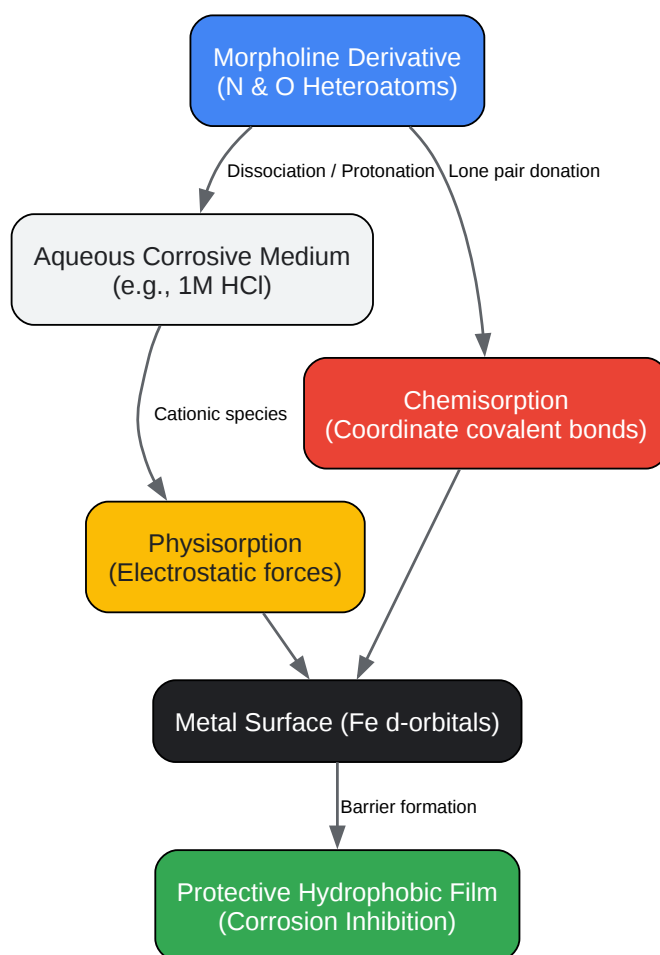 Morpholine Derivative
(N & O Heteroatoms)
Dissociation / Protonation
Lone pair donation
Aqueous Corrosive Medium
(e.g., 1M HCl)
Chemisorption
(Coordinate covalent bonds)
Cationic species
Physisorption
(Electrostatic forces)
Metal Surface (Fe d-orbitals)
Barrier formation
Protective Hydrophobic Film
(Corrosion Inhibition)